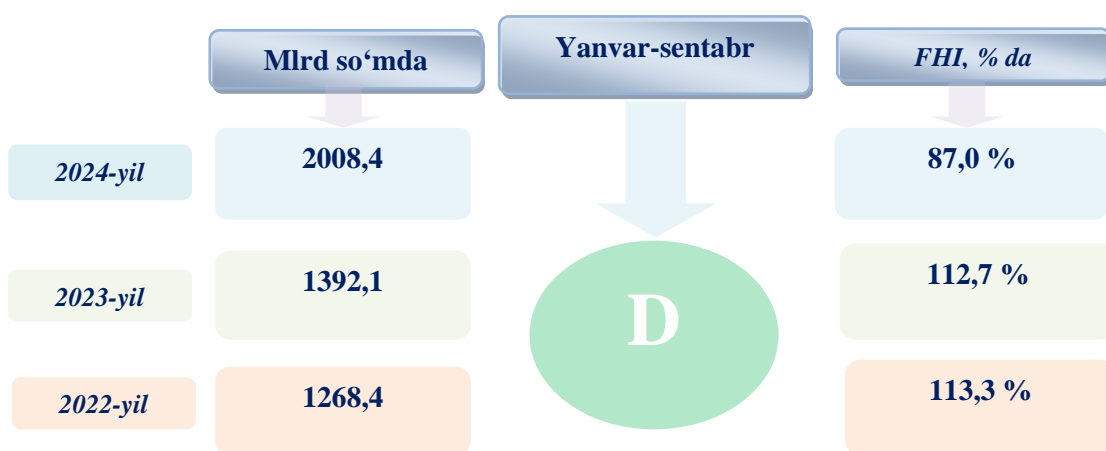 Mlrd so‘mda
Yanvar-sentabr
FHI, % da
2024-yil
2008,4
87,0 %
2023-yil
1392,1
D
112,7 %
2022-yil
1268,4
113,3 %